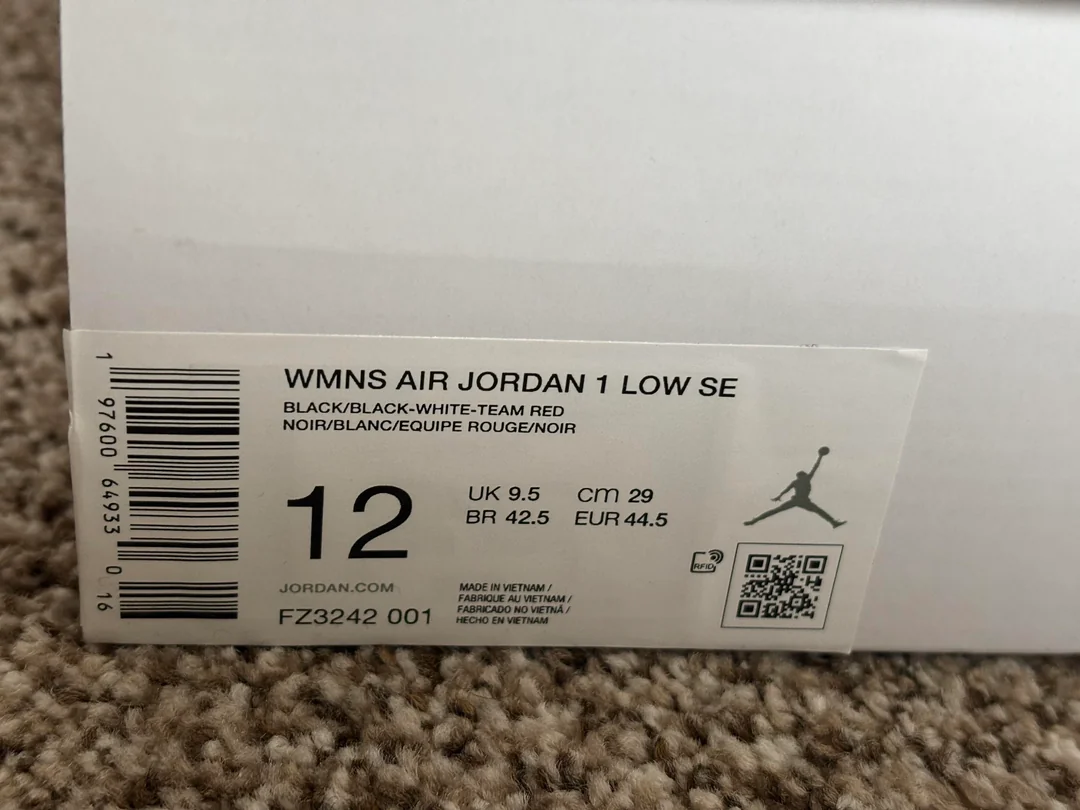 WMNS AIR JORDAN 1 LOW SE
BLACK/BLACK-WHITE-TEAM RED
NOIR/BLANC/EQUIPE ROUGE/NOIR
12
UK 9.5 cm 29
BR 42.5 EUR 44.5
RFID
JORDAN.COM
FZ3242 001
MADE IN VIETNAM /
FABRIQUE AU VIETNAM /
FABRICADO NO VIETNÃ /
HECHO EN VIETNAM
1 97600 64933 0 16